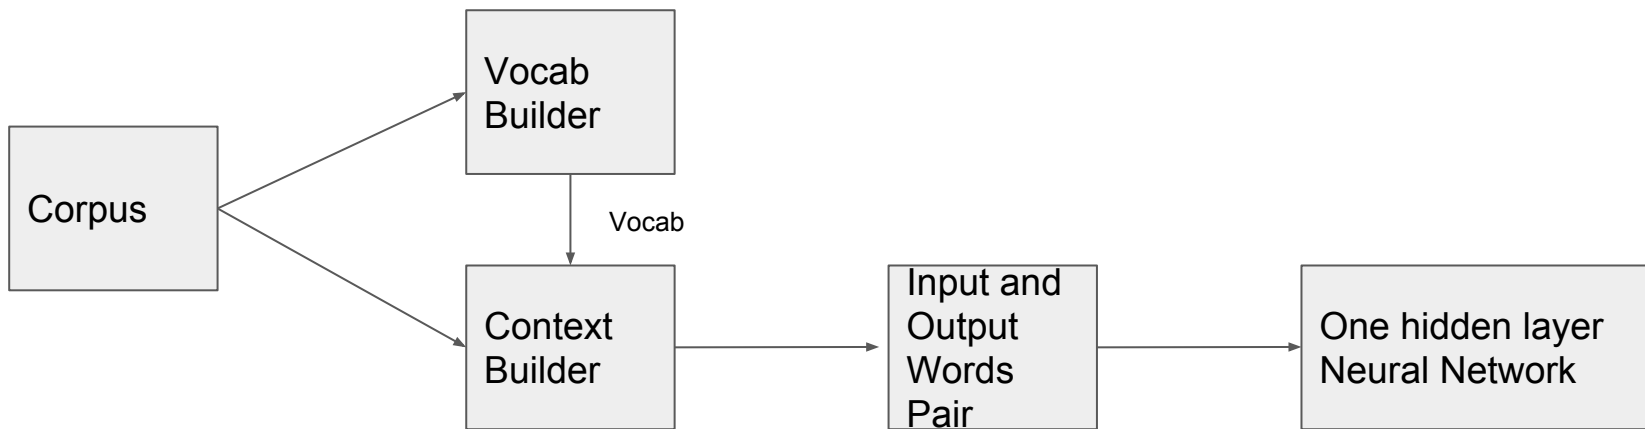 Corpus
Vocab
Builder
Vocab
Context
Builder
Input and
Output
Words
Pair
One hidden layer
Neural Network